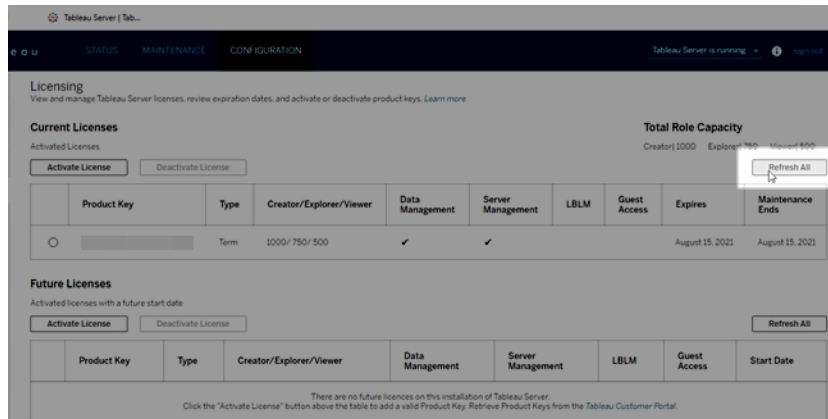 Tableau Server | Tab...
e a u STATUS MAINTENANCE CONFIGURATION Tableau Server is running sign out
Licensing
View and manage Tableau Server licenses, review expiration dates, and activate or deactivate product keys. Learn more
Current Licenses Total Role Capacity
Activated Licenses Creator| 1000 Explorer| 750 Viewer| 500
Activate License Deactivate License Refresh All
Product Key Type Creator/Explorer/Viewer Data Management Server Management LBLM Guest Access Expires Maintenance Ends
Term 1000/ 750/ 500 ✔ ✔ August 15, 2021 August 15, 2021
Future Licenses
Activated licenses with a future start date
Activate License Deactivate License Refresh All
Product Key Type Creator/Explorer/Viewer Data Management Server Management LBLM Guest Access Start Date
There are no future licences on this installation of Tableau Server.
Click the "Activate License" button above the table to add a valid Product Key. Retrieve Product Keys from the Tableau Customer Portal.